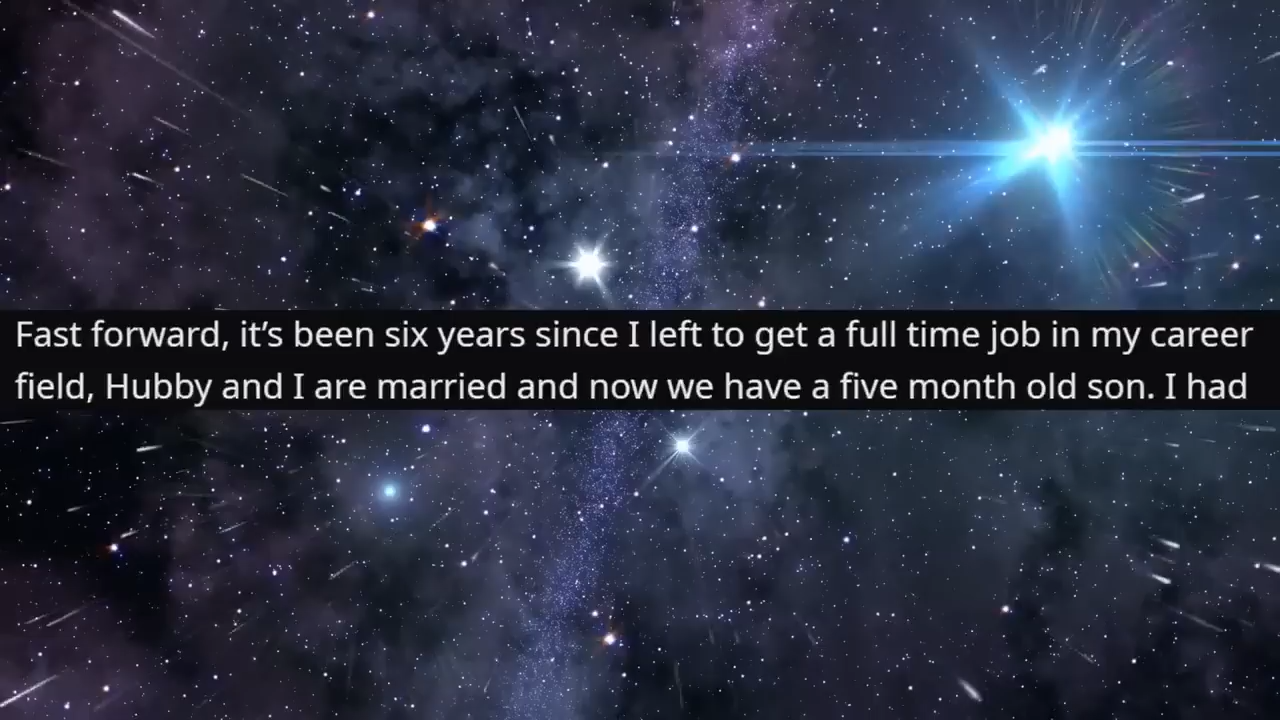 Fast forward, it’s been six years since I left to get a full time job in my career
field, Hubby and I are married and now we have a five month old son. I had